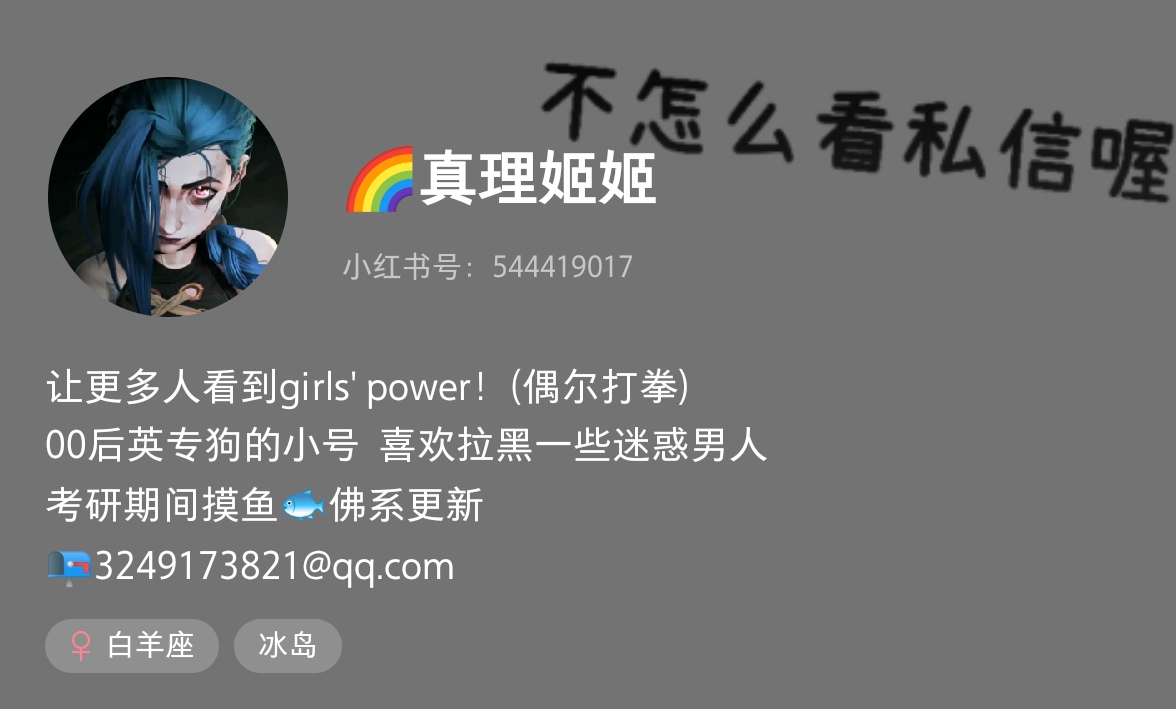 不怎么看私信喔
🌈真理姬姬
小红书号：544419017
让更多人看到girls' power！(偶尔打拳)
00后英专狗的小号 喜欢拉黑一些迷惑男人
考研期间摸鱼🐟佛系更新
📪3249173821@qq.com
♀ 白羊座 冰岛